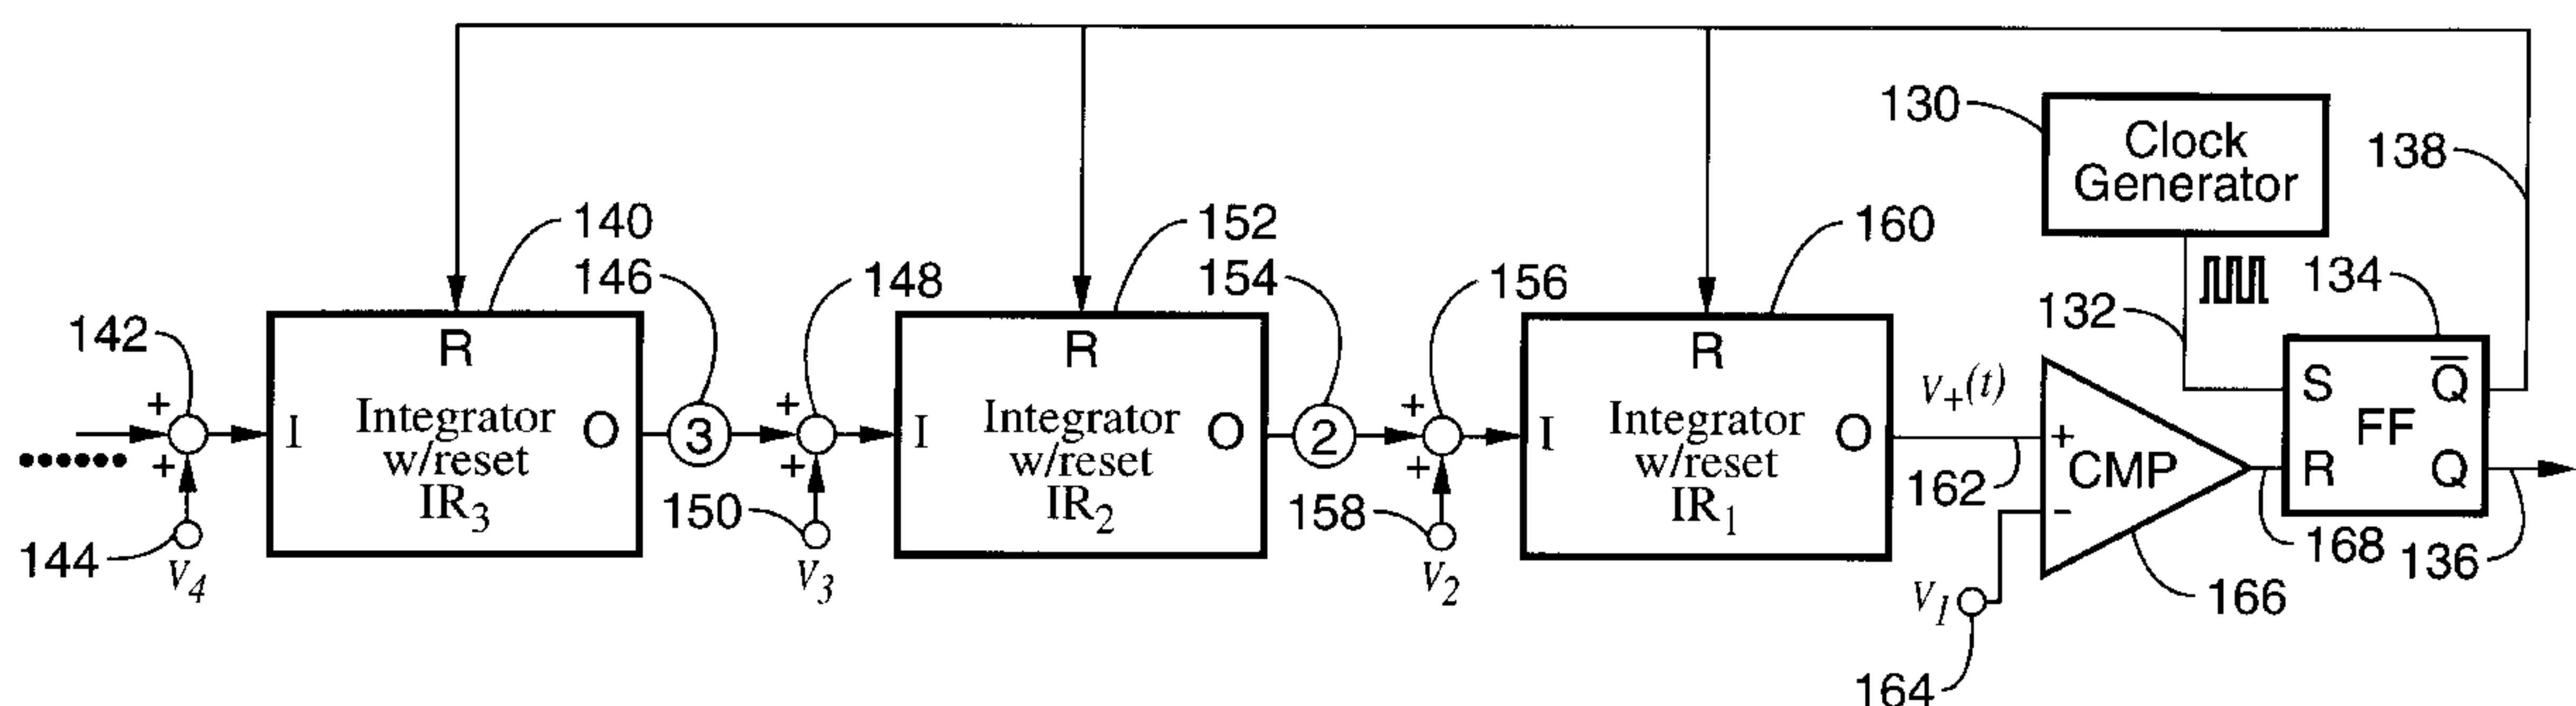 130
Clock
Generator
138
140
152
160
146
148
154
156
134
132
142
R
R
R
S
Q̅
FF
R
Q
+
+
I
Integrator
w/reset
IR₃
O
3
+
+
I
Integrator
w/reset
IR₂
O
2
+
+
I
Integrator
w/reset
IR₁
O
V₊(t)
162
+
CMP
-
150
158
168
136
144
V₄
V₃
V₂
V₁
166
164